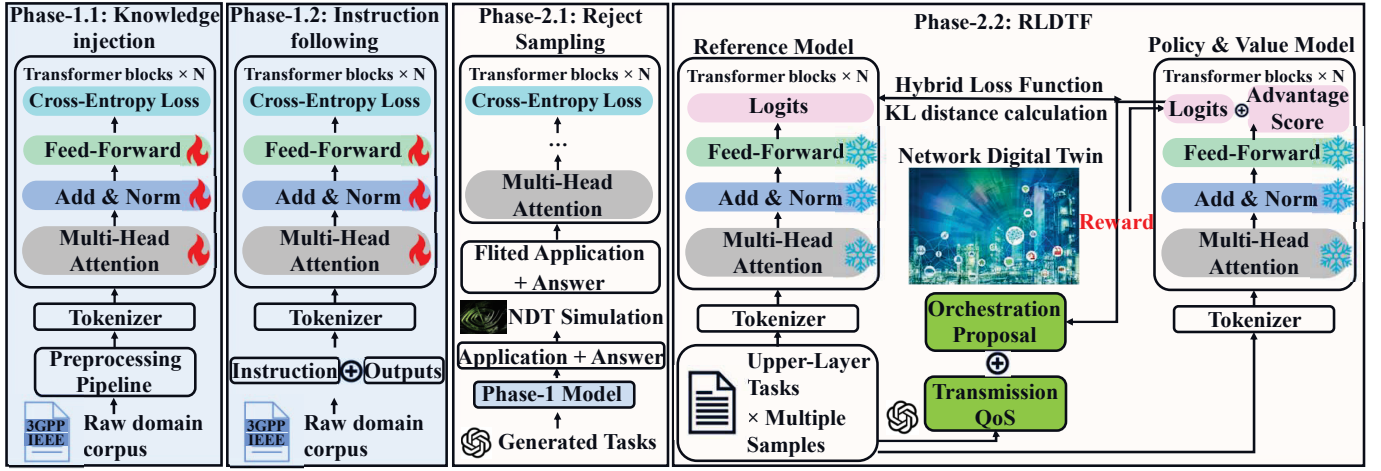 Phase-1.1: Knowledge
injection
Transformer blocks × N
Cross-Entropy Loss
Feed-Forward
Add & Norm
Multi-Head
Attention
Tokenizer
Preprocessing
Pipeline
3GPP
IEEE
Raw domain
corpus
Phase-1.2: Instruction
following
Transformer blocks × N
Cross-Entropy Loss
Feed-Forward
Add & Norm
Multi-Head
Attention
Tokenizer
Instruction
Outputs
3GPP
IEEE
Raw domain
corpus
Phase-2.1: Reject
Sampling
Transformer blocks × N
Cross-Entropy Loss
...
Multi-Head
Attention
Flited Application
+ Answer
NDT Simulation
Application + Answer
Phase-1 Model
Generated Tasks
Phase-2.2: RLDTF
Reference Model
Transformer blocks × N
Logits
Feed-Forward
Add & Norm
Multi-Head
Attention
Tokenizer
Upper-Layer
Tasks
× Multiple
Samples
Hybrid Loss Function
KL distance calculation
Network Digital Twin
Reward
Orchestration
Proposal
Transmission
QoS
Policy & Value Model
Transformer blocks × N
Logits
Advantage
Score
Feed-Forward
Add & Norm
Multi-Head
Attention
Tokenizer